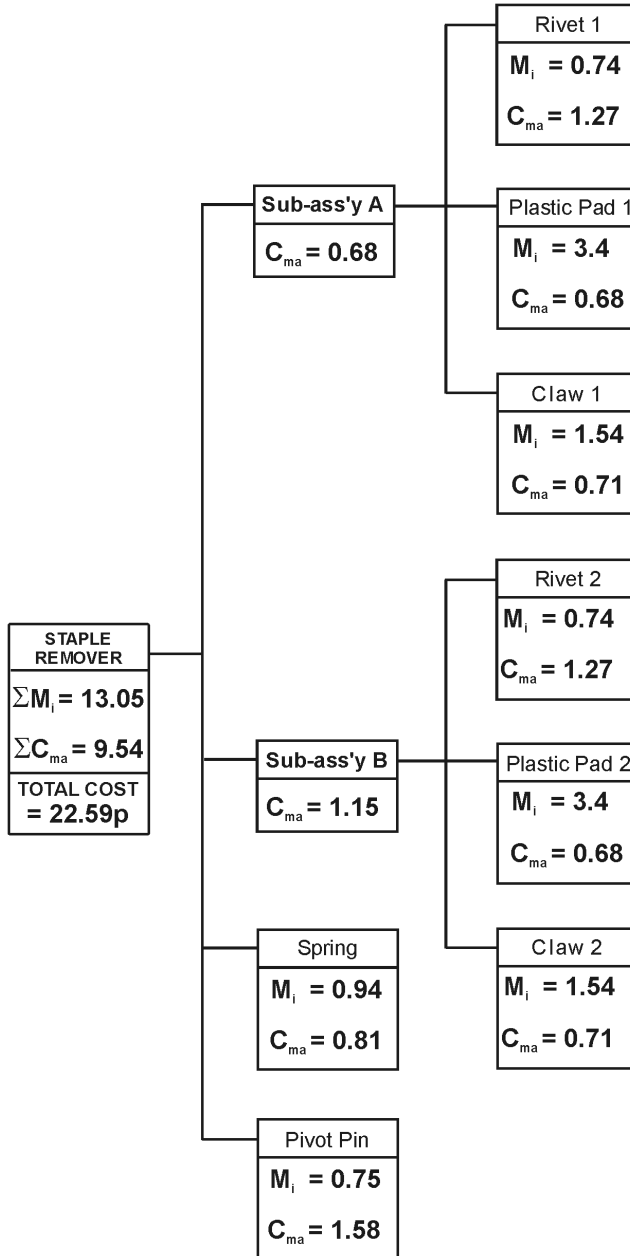 Rivet 1
Mi = 0.74
Cma = 1.27
Sub-ass'y A
Cma = 0.68
Plastic Pad 1
Mi = 3.4
Cma = 0.68
Claw 1
Mi = 1.54
Cma = 0.71
STAPLE
REMOVER
ΣMi = 13.05
ΣCma = 9.54
TOTAL COST
= 22.59p
Rivet 2
Mi = 0.74
Cma = 1.27
Sub-ass'y B
Cma = 1.15
Plastic Pad 2
Mi = 3.4
Cma = 0.68
Claw 2
Mi = 1.54
Cma = 0.71
Spring
Mi = 0.94
Cma = 0.81
Pivot Pin
Mi = 0.75
Cma = 1.58